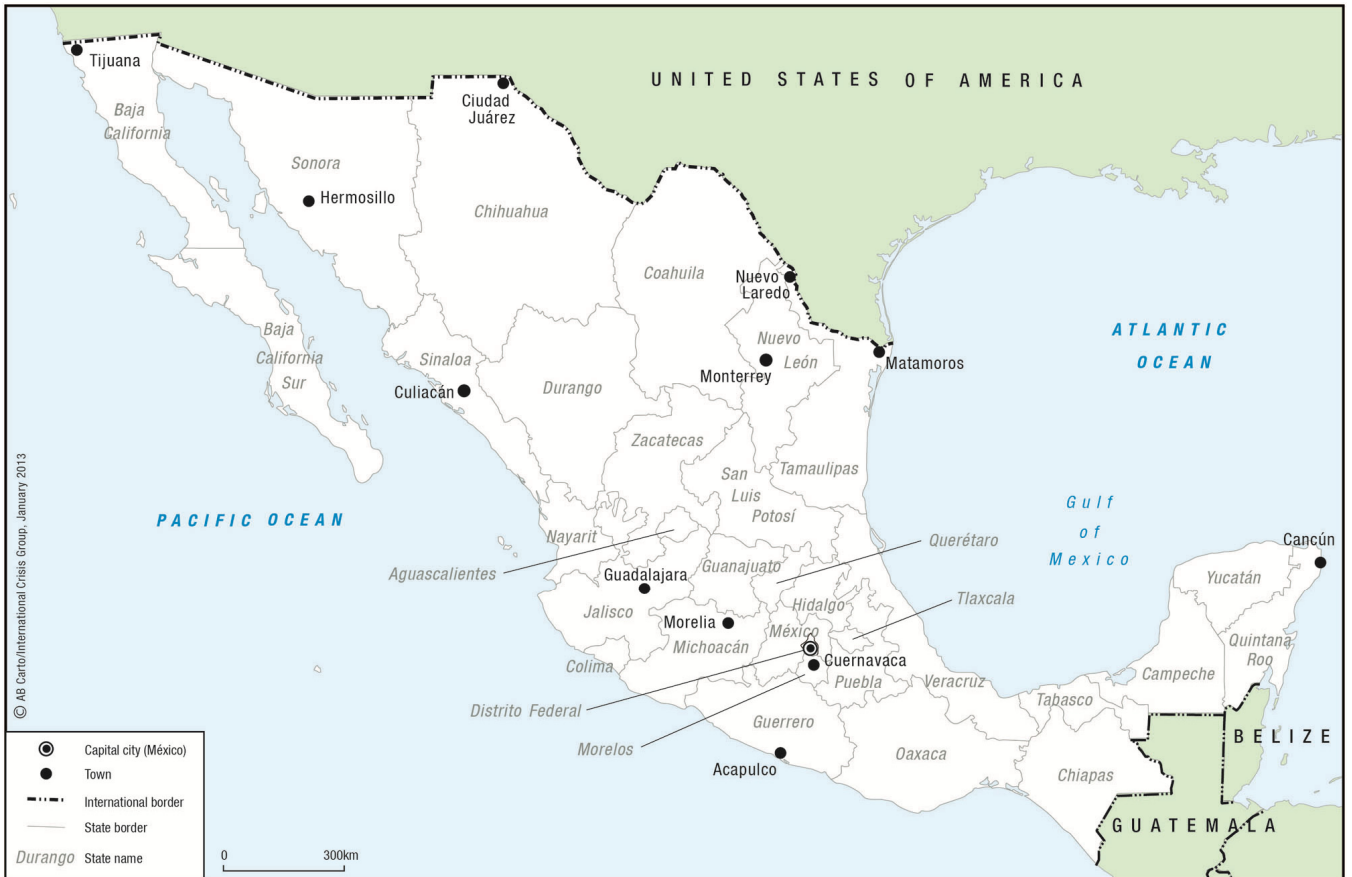 UNITED STATES OF AMERICA
Tijuana
Ciudad
Juárez
Baja
California
Sonora
Hermosillo
Chihuahua
Coahuila
Nuevo
Laredo
Baja
California
Sur
Sinaloa
Culiacán
Durango
Nuevo
León
Monterrey
Matamoros
ATLANTIC
OCEAN
Zacatecas
San
Luis
Potosí
Tamaulipas
PACIFIC OCEAN
Gulf
of
Mexico
Nayarit
Aguascalientes
Guanajuato
Querétaro
Cancún
Yucatán
Guadalajara
Jalisco
Hidalgo
Tlaxcala
Morelia
Michoacán
México
Quintana
Roo
Colima
Cuernavaca
Puebla
Veracruz
Campeche
Tabasco
Distrito Federal
Guerrero
Morelos
Oaxaca
Acapulco
Chiapas
BELIZE
GUATEMALA
© AB Carto/International Crisis Group, January 2013
Capital city (México)
Town
International border
State border
Durango State name
0 300km